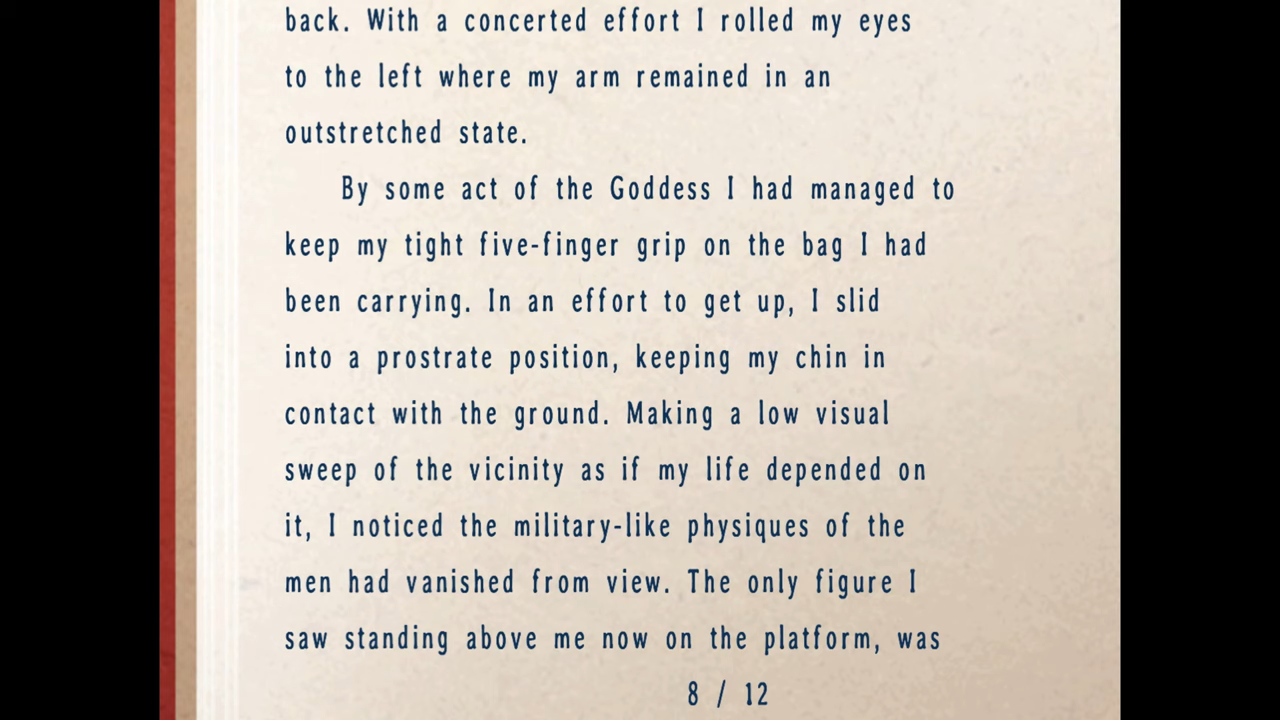 back. With a concerted effort I rolled my eyes
to the left where my arm remained in an
outstretched state.
By some act of the Goddess I had managed to
keep my tight five-finger grip on the bag I had
been carrying. In an effort to get up, I slid
into a prostrate position, keeping my chin in
contact with the ground. Making a low visual
sweep of the vicinity as if my life depended on
it, I noticed the military-like physiques of the
men had vanished from view. The only figure I
saw standing above me now on the platform, was
8 / 12